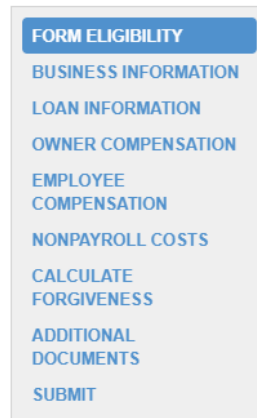 FORM ELIGIBILITY
BUSINESS INFORMATION
LOAN INFORMATION
OWNER COMPENSATION
EMPLOYEE
COMPENSATION
NONPAYROLL COSTS
CALCULATE
FORGIVENESS
ADDITIONAL
DOCUMENTS
SUBMIT